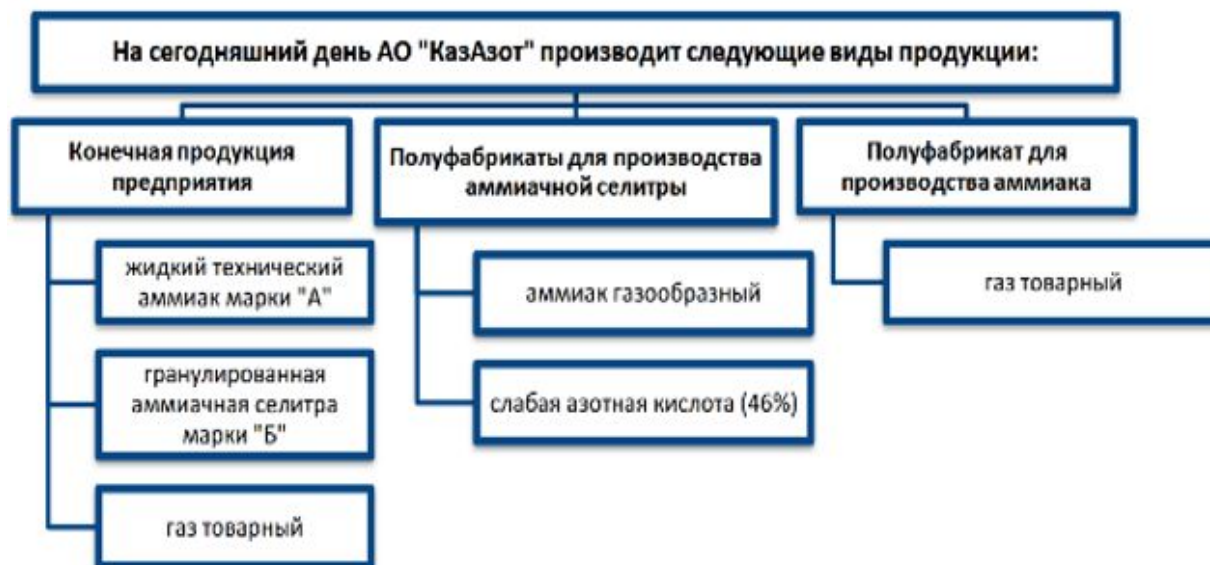 На сегодняшний день АО "КазАзот" производит следующие виды продукции:
Конечная продукция
предприятия
жидкий технический
аммиак марки "А"
гранулированная
аммиачная селитра
марки "Б"
газ товарный
Полуфабрикаты для производства
аммиачной селитры
аммиак газообразный
слабая азотная кислота (46%)
Полуфабрикат для
производства аммиака
газ товарный